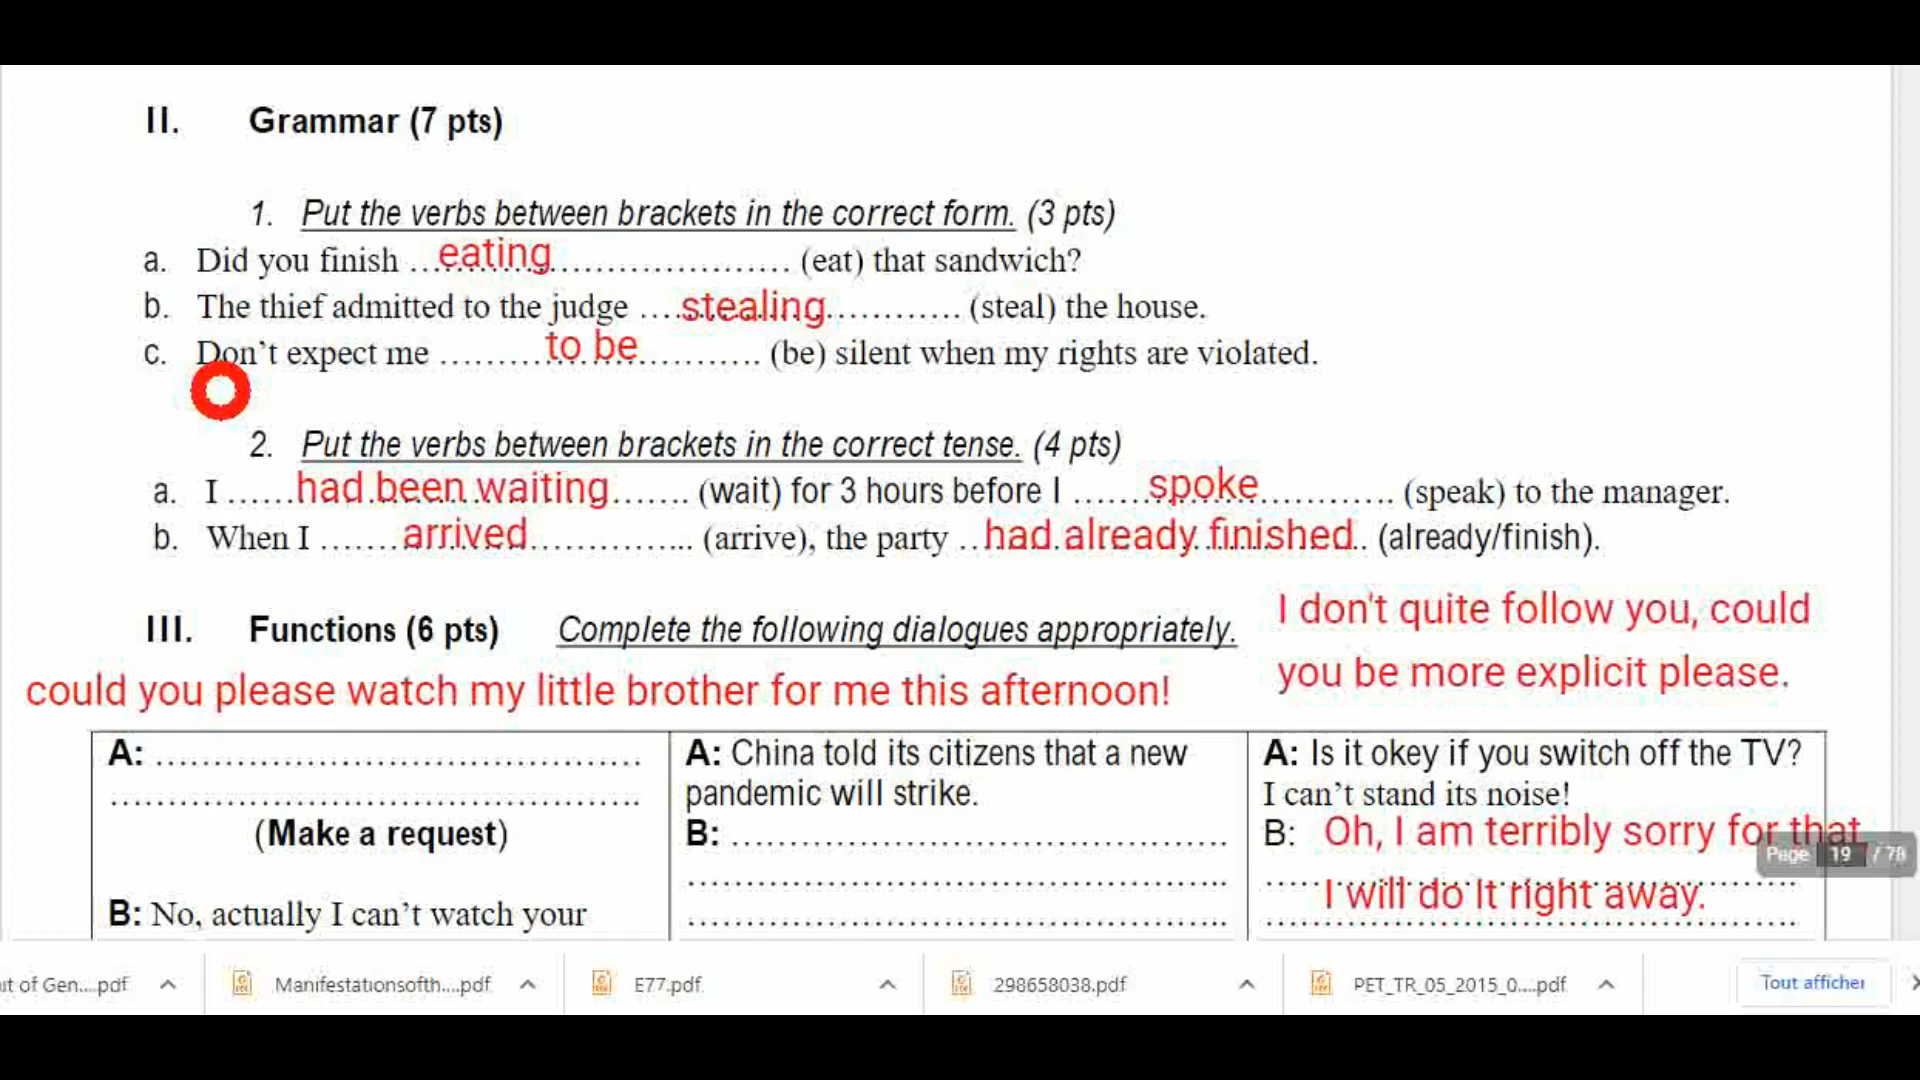 II. Grammar (7 pts)
1. Put the verbs between brackets in the correct form. (3 pts)
a. Did you finish ...eating........................ (eat) that sandwich?
b. The thief admitted to the judge ....stealing.............. (steal) the house.
c. Don't expect me .........to be............ (be) silent when my rights are violated.
2. Put the verbs between brackets in the correct tense. (4 pts)
a. I ......had been waiting....... (wait) for 3 hours before I .......spoke.............. (speak) to the manager.
b. When I .......arrived................ (arrive), the party ..had already finished.. (already/finish).
I don't quite follow you, could
you be more explicit please.
III. Functions (6 pts) Complete the following dialogues appropriately.
could you please watch my little brother for me this afternoon!
A: ..........................................
..............................................
(Make a request)
B: No, actually I can't watch your
A: China told its citizens that a new
pandemic will strike.
B: ...........................................
...............................................
...............................................
A: Is it okey if you switch off the TV?
I can't stand its noise!
B: Oh, I am terribly sorry for that
I will do It right away.
Page 19 / 78
it of Gen....pdf
Manifestationsofth....pdf
E77.pdf
298658038.pdf
PET_TR_05_2015_0....pdf
Tout afficher